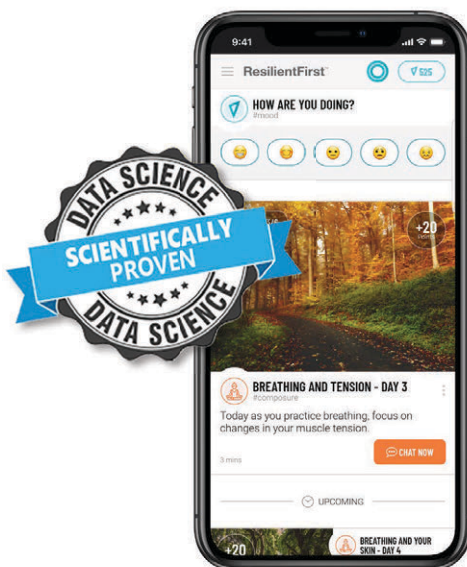 9:41
ResilientFirst™
525
HOW ARE YOU DOING?
#mood
DATA SCIENCE
SCIENTIFICALLY
PROVEN
DATA SCIENCE
+20
BREATHING AND TENSION - DAY 3
#composure
Today as you practice breathing, focus on
changes in your muscle tension.
3 mins
CHAT NOW
UPCOMING
+20
BREATHING AND YOUR
SKIN - DAY 4